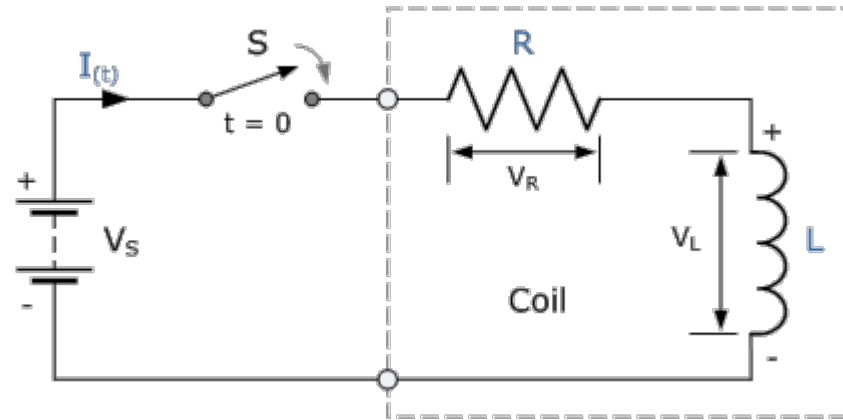 S
R
I(t)
t = 0
+
VR
+
VS
VL
L
-
Coil
-